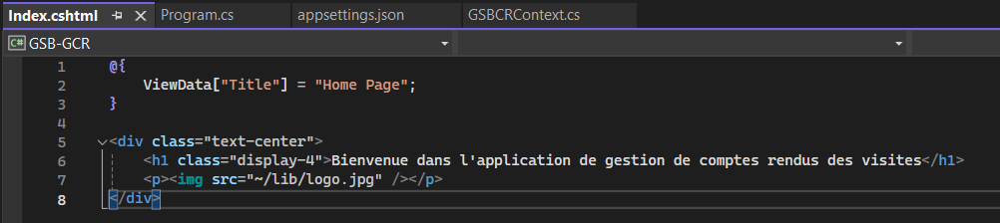 Index.cshtml Program.cs appsettings.json GSBCRContext.cs
C# GSB-GCR
1 @{
2 ViewData["Title"] = "Home Page";
3 }
4
5 <div class="text-center">
6 <h1 class="display-4">Bienvenue dans l'application de gestion de comptes rendus des visites</h1>
7 <p><img src="~/lib/logo.jpg" /></p>
8 </div>